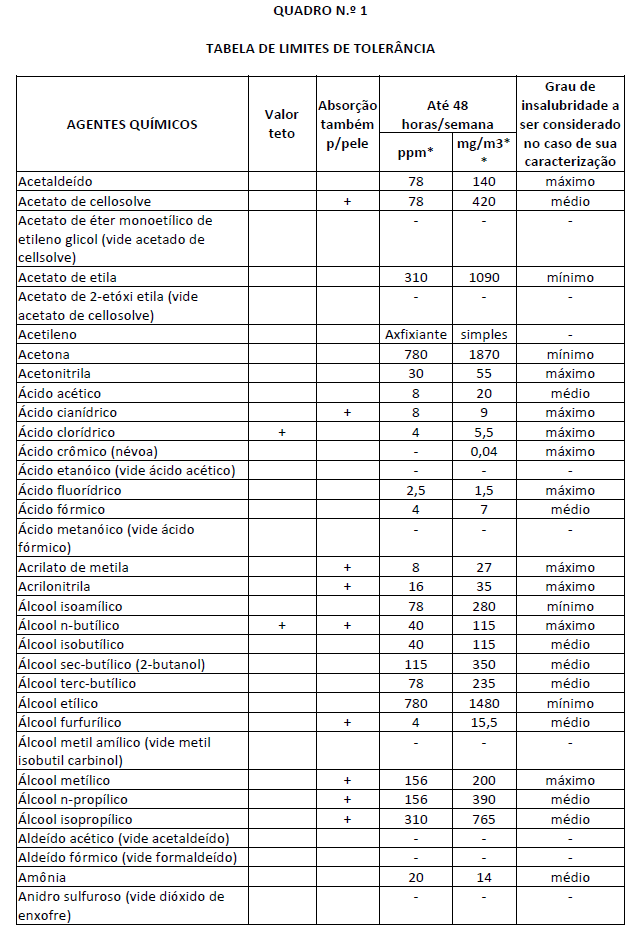 QUADRO N.º 1
TABELA DE LIMITES DE TOLERÂNCIA
AGENTES QUÍMICOS | Valor teto | Absorção também p/pele | Até 48 horas/semana | Grau de insalubridade a ser considerado no caso de sua caracterização
ppm* | mg/m3* *
Acetaldeído 78 140 máximo
Acetato de cellosolve + 78 420 médio
Acetato de éter monoetílico de - - -
etileno glicol (vide acetado de
cellsolve)
Acetato de etila 310 1090 mínimo
Acetato de 2-etóxi etila (vide - - -
acetato de cellosolve)
Acetileno Axfixiante simples -
Acetona 780 1870 mínimo
Acetonitrila 30 55 máximo
Ácido acético 8 20 médio
Ácido cianídrico + 8 9 máximo
Ácido clorídrico + 4 5,5 máximo
Ácido crômico (névoa) - 0,04 máximo
Ácido etanóico (vide ácido acético) - - -
Ácido fluorídrico 2,5 1,5 máximo
Ácido fórmico 4 7 médio
Ácido metanóico (vide ácido - - -
fórmico)
Acrilato de metila + 8 27 máximo
Acrilonitrila + 16 35 máximo
Álcool isoamílico 78 280 mínimo
Álcool n-butílico + + 40 115 máximo
Álcool isobutílico 40 115 médio
Álcool sec-butílico (2-butanol) 115 350 médio
Álcool terc-butílico 78 235 médio
Álcool etílico 780 1480 mínimo
Álcool furfurílico + 4 15,5 médio
Álcool metil amílico (vide metil - - -
isobutil carbinol)
Álcool metílico + 156 200 máximo
Álcool n-propílico + 156 390 médio
Álcool isopropílico + 310 765 médio
Aldeído acético (vide acetaldeído) - - -
Aldeído fórmico (vide formaldeído) - - -
Amônia 20 14 médio
Anidro sulfuroso (vide dióxido de - - -
enxofre)